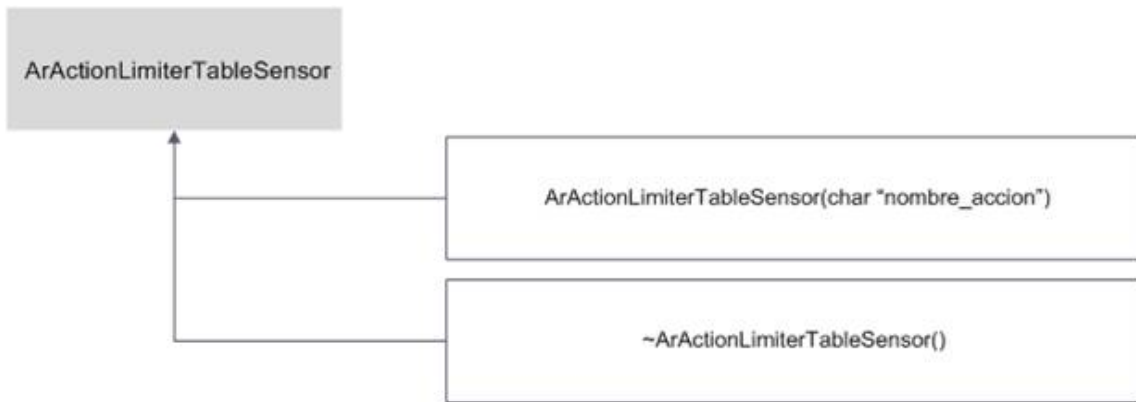 ArActionLimiterTableSensor
ArActionLimiterTableSensor(char “nombre_accion”)
~ArActionLimiterTableSensor()